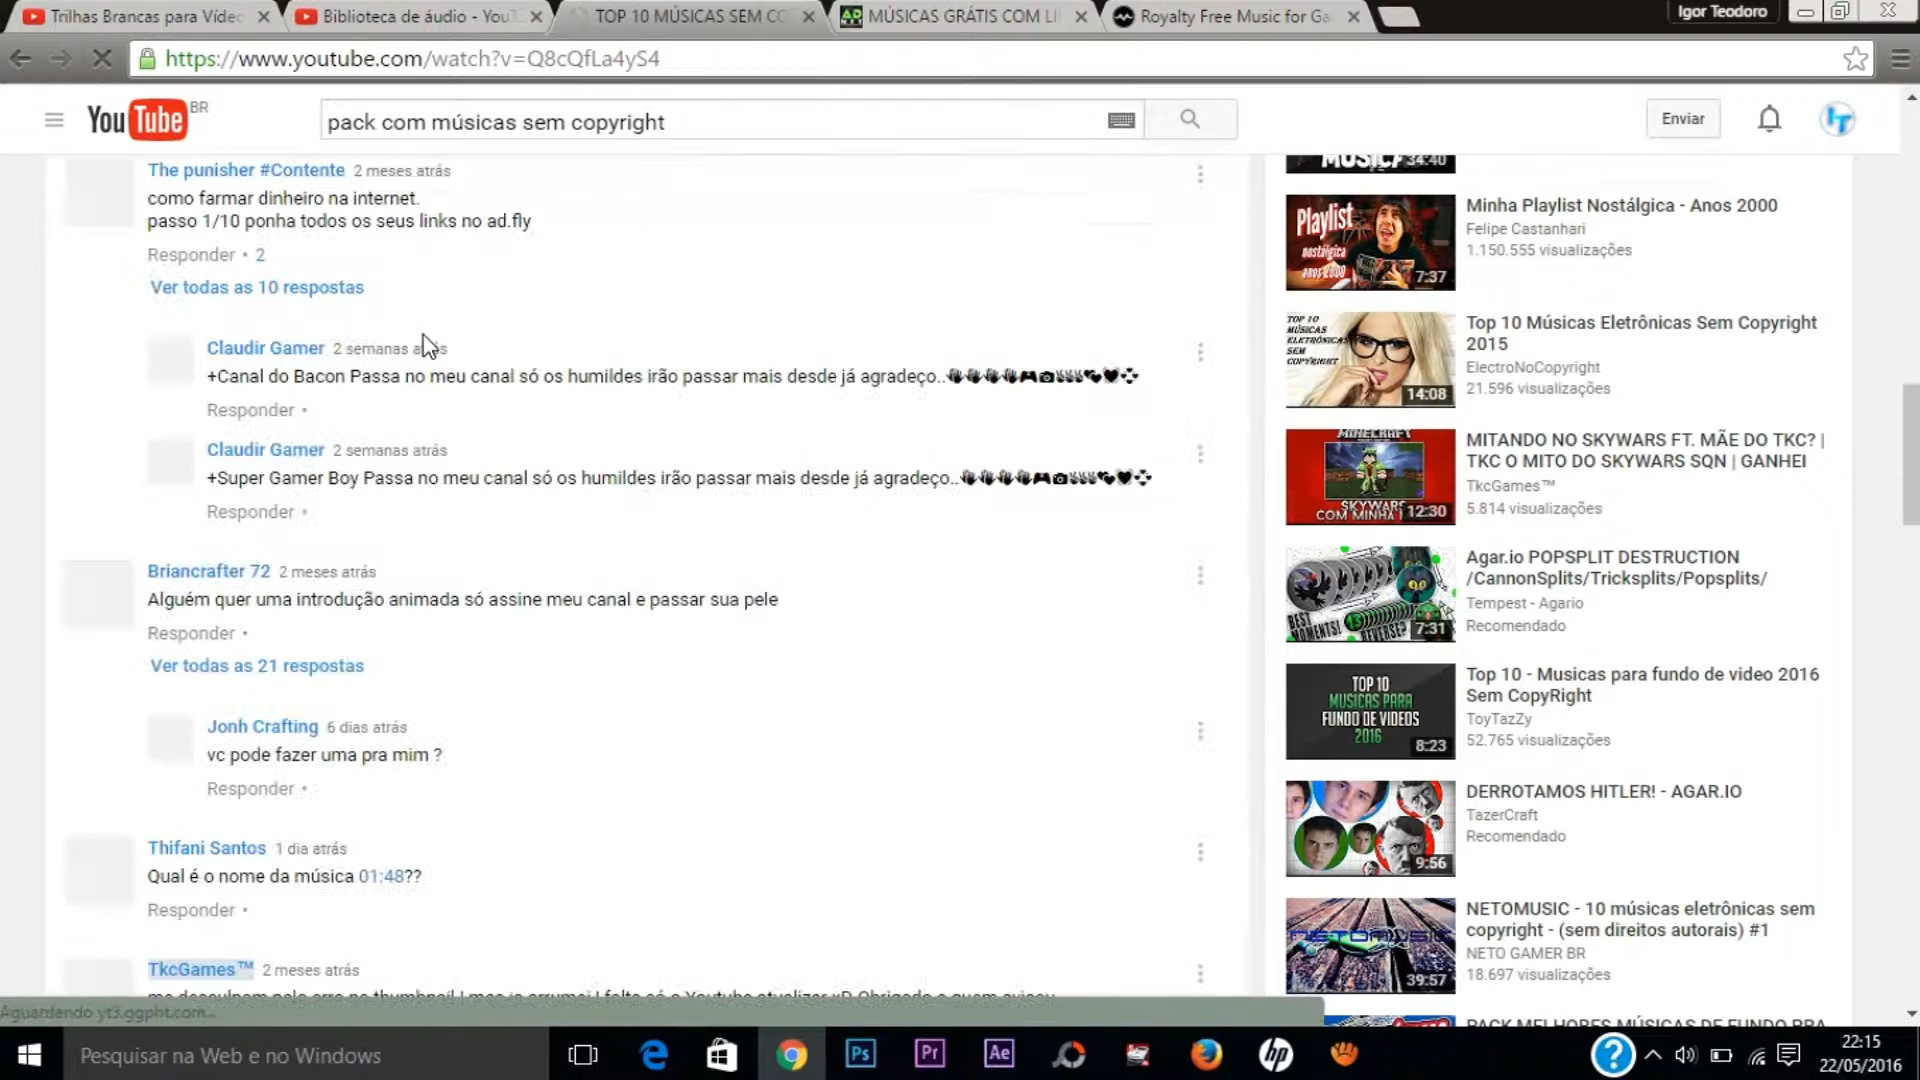 Trilhas Brancas para Víde
Biblioteca de áudio - YouT
TOP 10 MÚSICAS SEM CO
MÚSICAS GRÁTIS COM LI
Royalty Free Music for Ga
Igor Teodoro
https://www.youtube.com/watch?v=Q8cQfLa4yS4
YouTube BR
pack com músicas sem copyright
Enviar
The punisher #Contente 2 meses atrás
como farmar dinheiro na internet.
passo 1/10 ponha todos os seus links no ad.fly
Responder • 2
Ver todas as 10 respostas
Claudir Gamer 2 semanas atrás
+Canal do Bacon Passa no meu canal só os humildes irão passar mais desde já agradeço..
Responder •
Claudir Gamer 2 semanas atrás
+Super Gamer Boy Passa no meu canal só os humildes irão passar mais desde já agradeço..
Responder •
Briancrafter 72 2 meses atrás
Alguém quer uma introdução animada só assine meu canal e passar sua pele
Responder •
Ver todas as 21 respostas
Jonh Crafting 6 dias atrás
vc pode fazer uma pra mim ?
Responder •
Thifani Santos 1 dia atrás
Qual é o nome da música 01:48??
Responder •
TkcGames™ 2 meses atrás
Aguardendo yt3.ggpht.com...
34:40
Playlist
nostálgica
anos 2000
7:37
Minha Playlist Nostálgica - Anos 2000
Felipe Castanhari
1.150.555 visualizações
TOP 10
MÚSICAS
ELETRÔNICAS
SEM
COPYRIGHT
14:08
Top 10 Músicas Eletrônicas Sem Copyright
2015
ElectroNoCopyright
21.596 visualizações
MINECRAFT
SKYWARS
COM MINHA
12:30
MITANDO NO SKYWARS FT. MÃE DO TKC? |
TKC O MITO DO SKYWARS SQN | GANHEI
TkcGames™
5.814 visualizações
BEST
MOMENTS!
REVERSE?
7:31
Agar.io POPSPLIT DESTRUCTION
/CannonSplits/Tricksplits/Popsplits/
Tempest - Agario
Recomendado
TOP 10
MUSICAS PARA
FUNDO DE VIDEOS
2016
8:23
Top 10 - Musicas para fundo de video 2016
Sem CopyRight
ToyTazZy
52.765 visualizações
9:56
DERROTAMOS HITLER! - AGAR.IO
TazerCraft
Recomendado
NETOMUSIC
39:57
NETOMUSIC - 10 músicas eletrônicas sem
copyright - (sem direitos autorais) #1
NETO GAMER BR
18.697 visualizações
PACK MELHORES MÚSICAS DE FUNDO PRA
Pesquisar na Web e no Windows
Ps
Pr
Ae
hp
?
22:15
22/05/2016